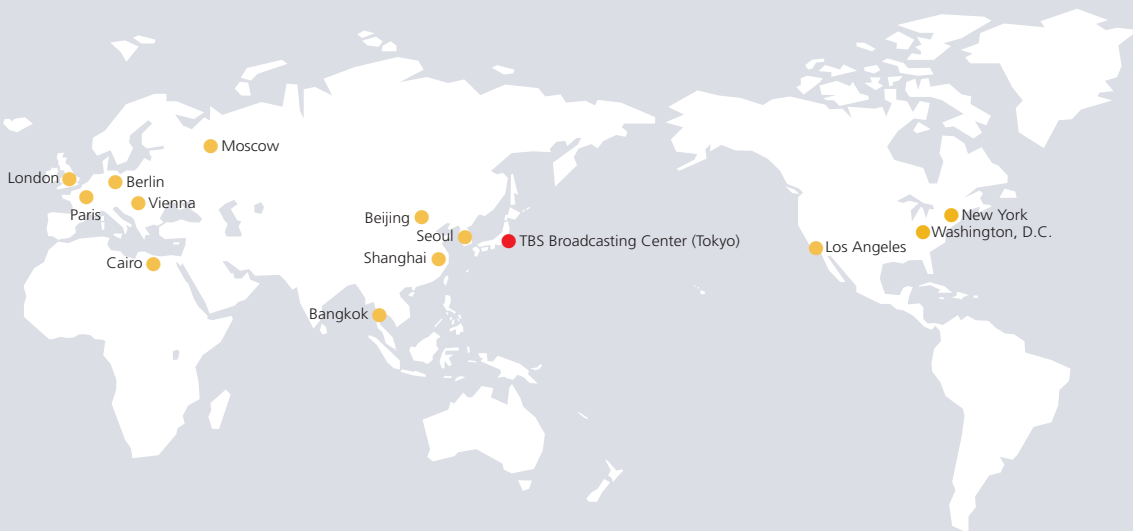 Moscow
London
Berlin
Paris
Vienna
Cairo
Beijing
Seoul
Shanghai
Bangkok
TBS Broadcasting Center (Tokyo)
New York
Washington, D.C.
Los Angeles